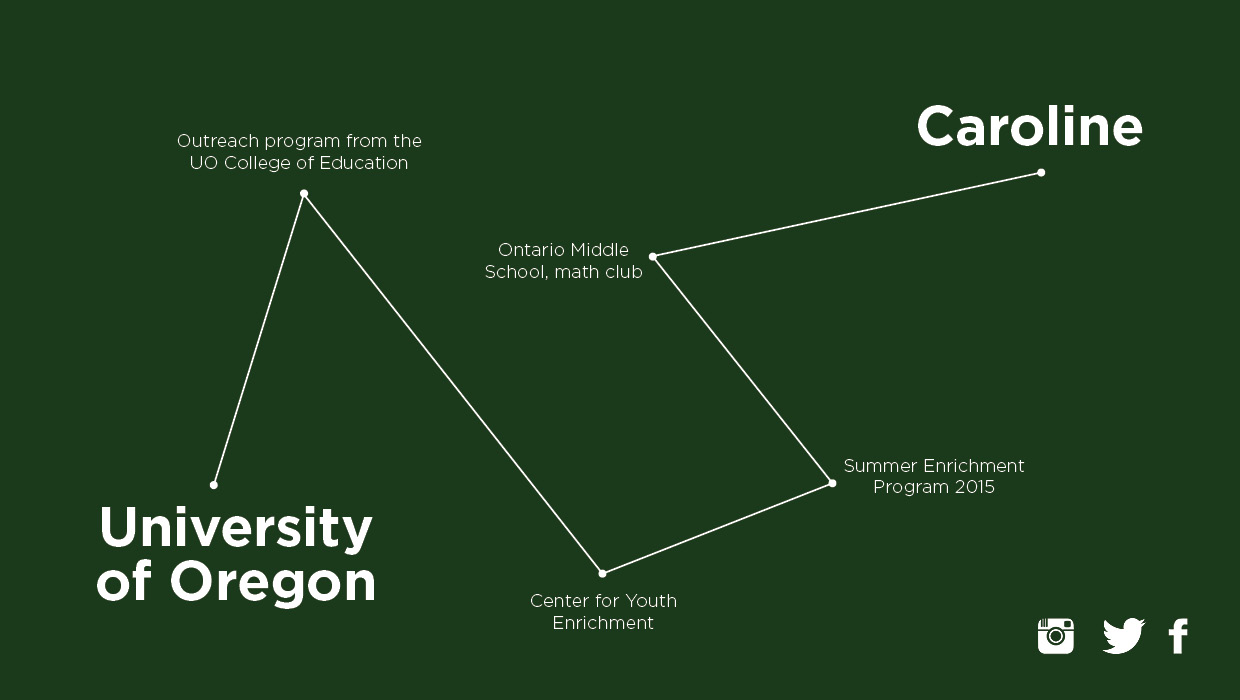 Caroline
Outreach program from the
UO College of Education
Ontario Middle
School, math club
Summer Enrichment
Program 2015
University
of Oregon
Center for Youth
Enrichment